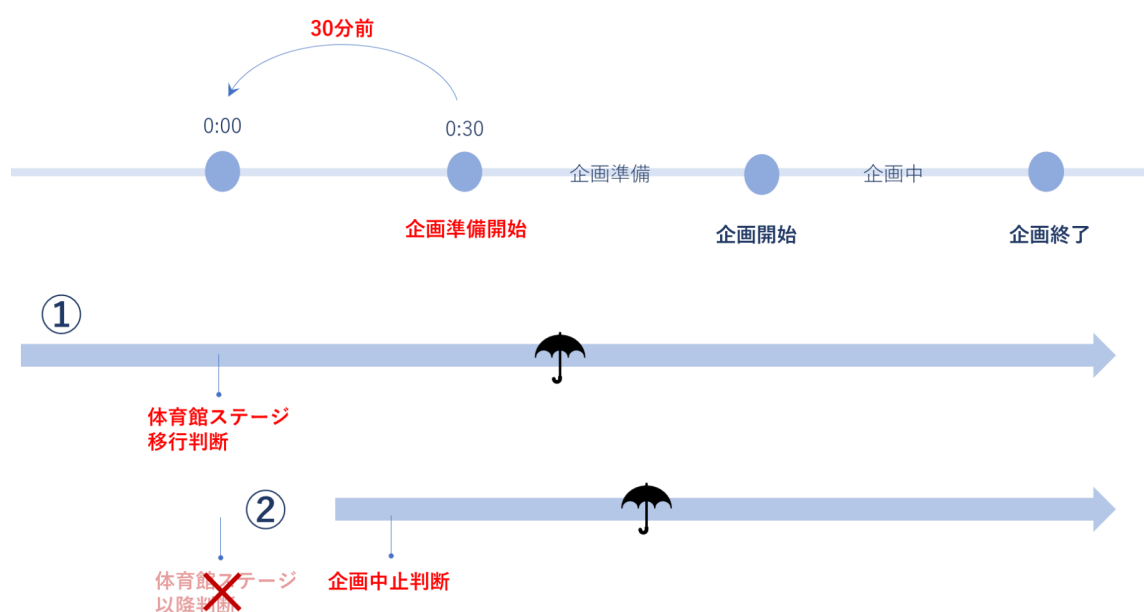 30分前
0:00
0:30
企画準備
企画中
企画準備開始
企画開始
企画終了
①
体育館ステージ
移行判断
②
体育館ステージ
以降判断
企画中止判断